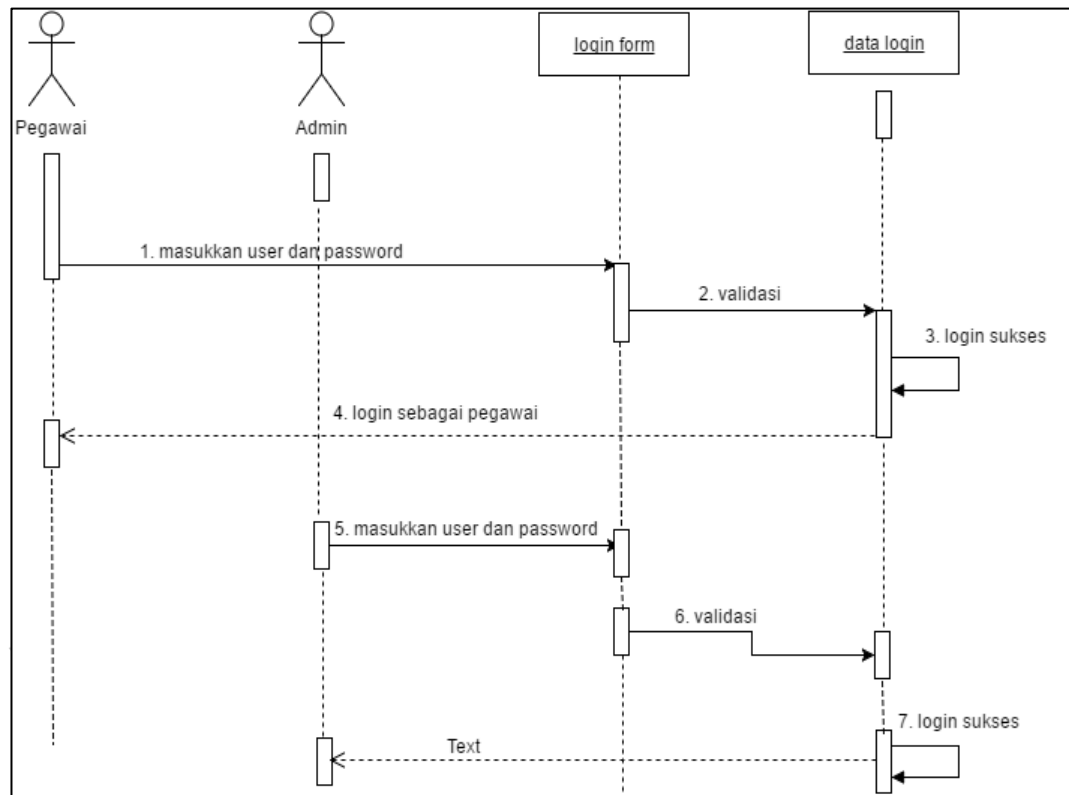 login form
data login
Pegawai
Admin
1. masukkan user dan password
2. validasi
3. login sukses
4. login sebagai pegawai
5. masukkan user dan password
6. validasi
7. login sukses
Text